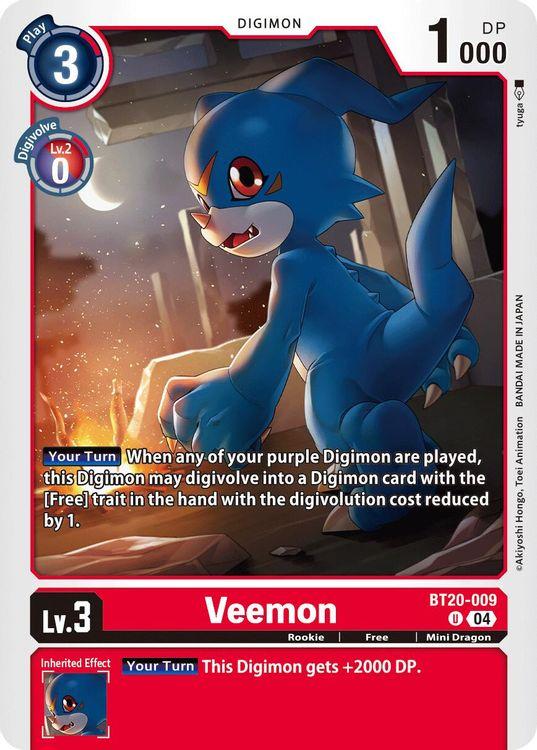 DIGIMON
Play
3
DP
1000
Digivolve
Lv.2
0
tyuga
©Akiyoshi Hongo, Toei Animation BANDAI MADE IN JAPAN
Your Turn When any of your purple Digimon are played,
this Digimon may digivolve into a Digimon card with the
[Free] trait in the hand with the digivolution cost reduced
by 1.
Lv.3
Veemon
BT20-009
U 04
Rookie | Free | Mini Dragon
Inherited Effect
Your Turn This Digimon gets +2000 DP.